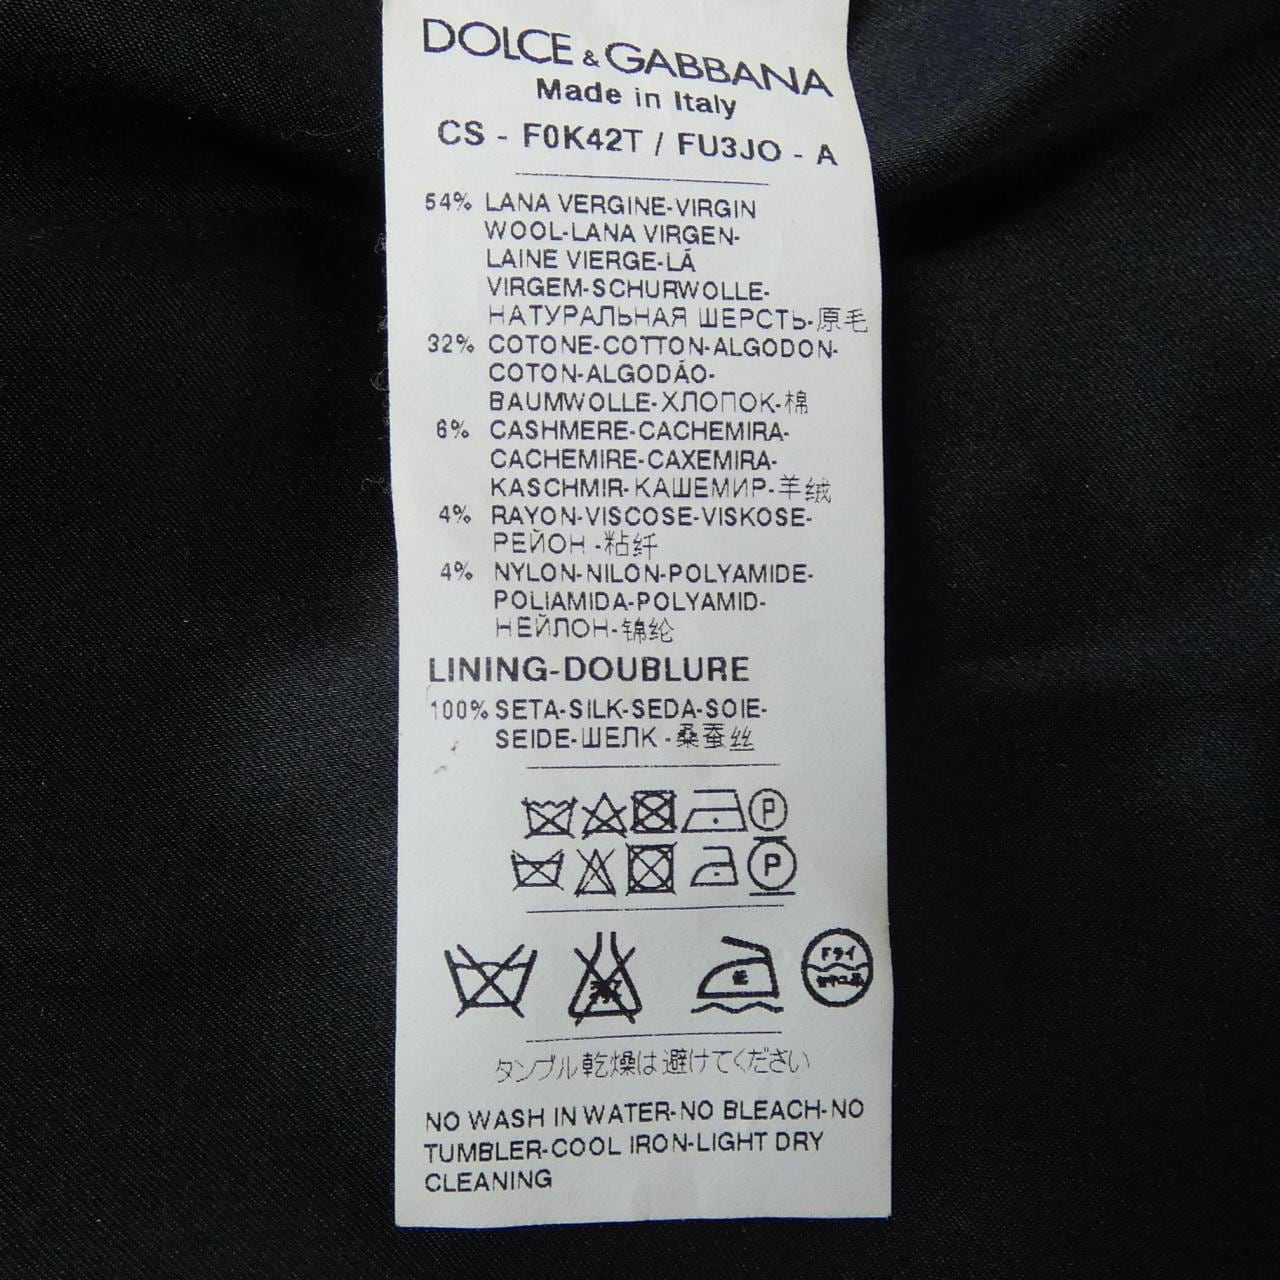 DOLCE & GABBANA
Made in Italy
CS - F0K42T / FU3JO - A
54% LANA VERGINE-VIRGIN
WOOL-LANA VIRGEN-
LAINE VIERGE-LÃ
VIRGEM-SCHURWOLLE-
НАТУРАЛЬНАЯ ШЕРСТЬ-原毛
32% COTONE-COTTON-ALGODON-
COTON-ALGODÃO-
BAUMWOLLE-ХЛОПОК-棉
6% CASHMERE-CACHEMIRA-
CACHEMIRE-CAXEMIRA-
KASCHMIR-КАШЕМИР-羊绒
4% RAYON-VISCOSE-VISKOSE-
РЕЙОН -粘纤
4% NYLON-NILON-POLYAMIDE-
POLIAMIDA-POLYAMID-
НЕЙЛОН-锦纶
LINING-DOUBLURE
100% SETA-SILK-SEDA-SOIE-
SEIDE-ШЕЛК -桑蚕丝
P
P
低
ドライ
タンブル乾燥は避けてください
NO WASH IN WATER-NO BLEACH-NO
TUMBLER-COOL IRON-LIGHT DRY
CLEANING